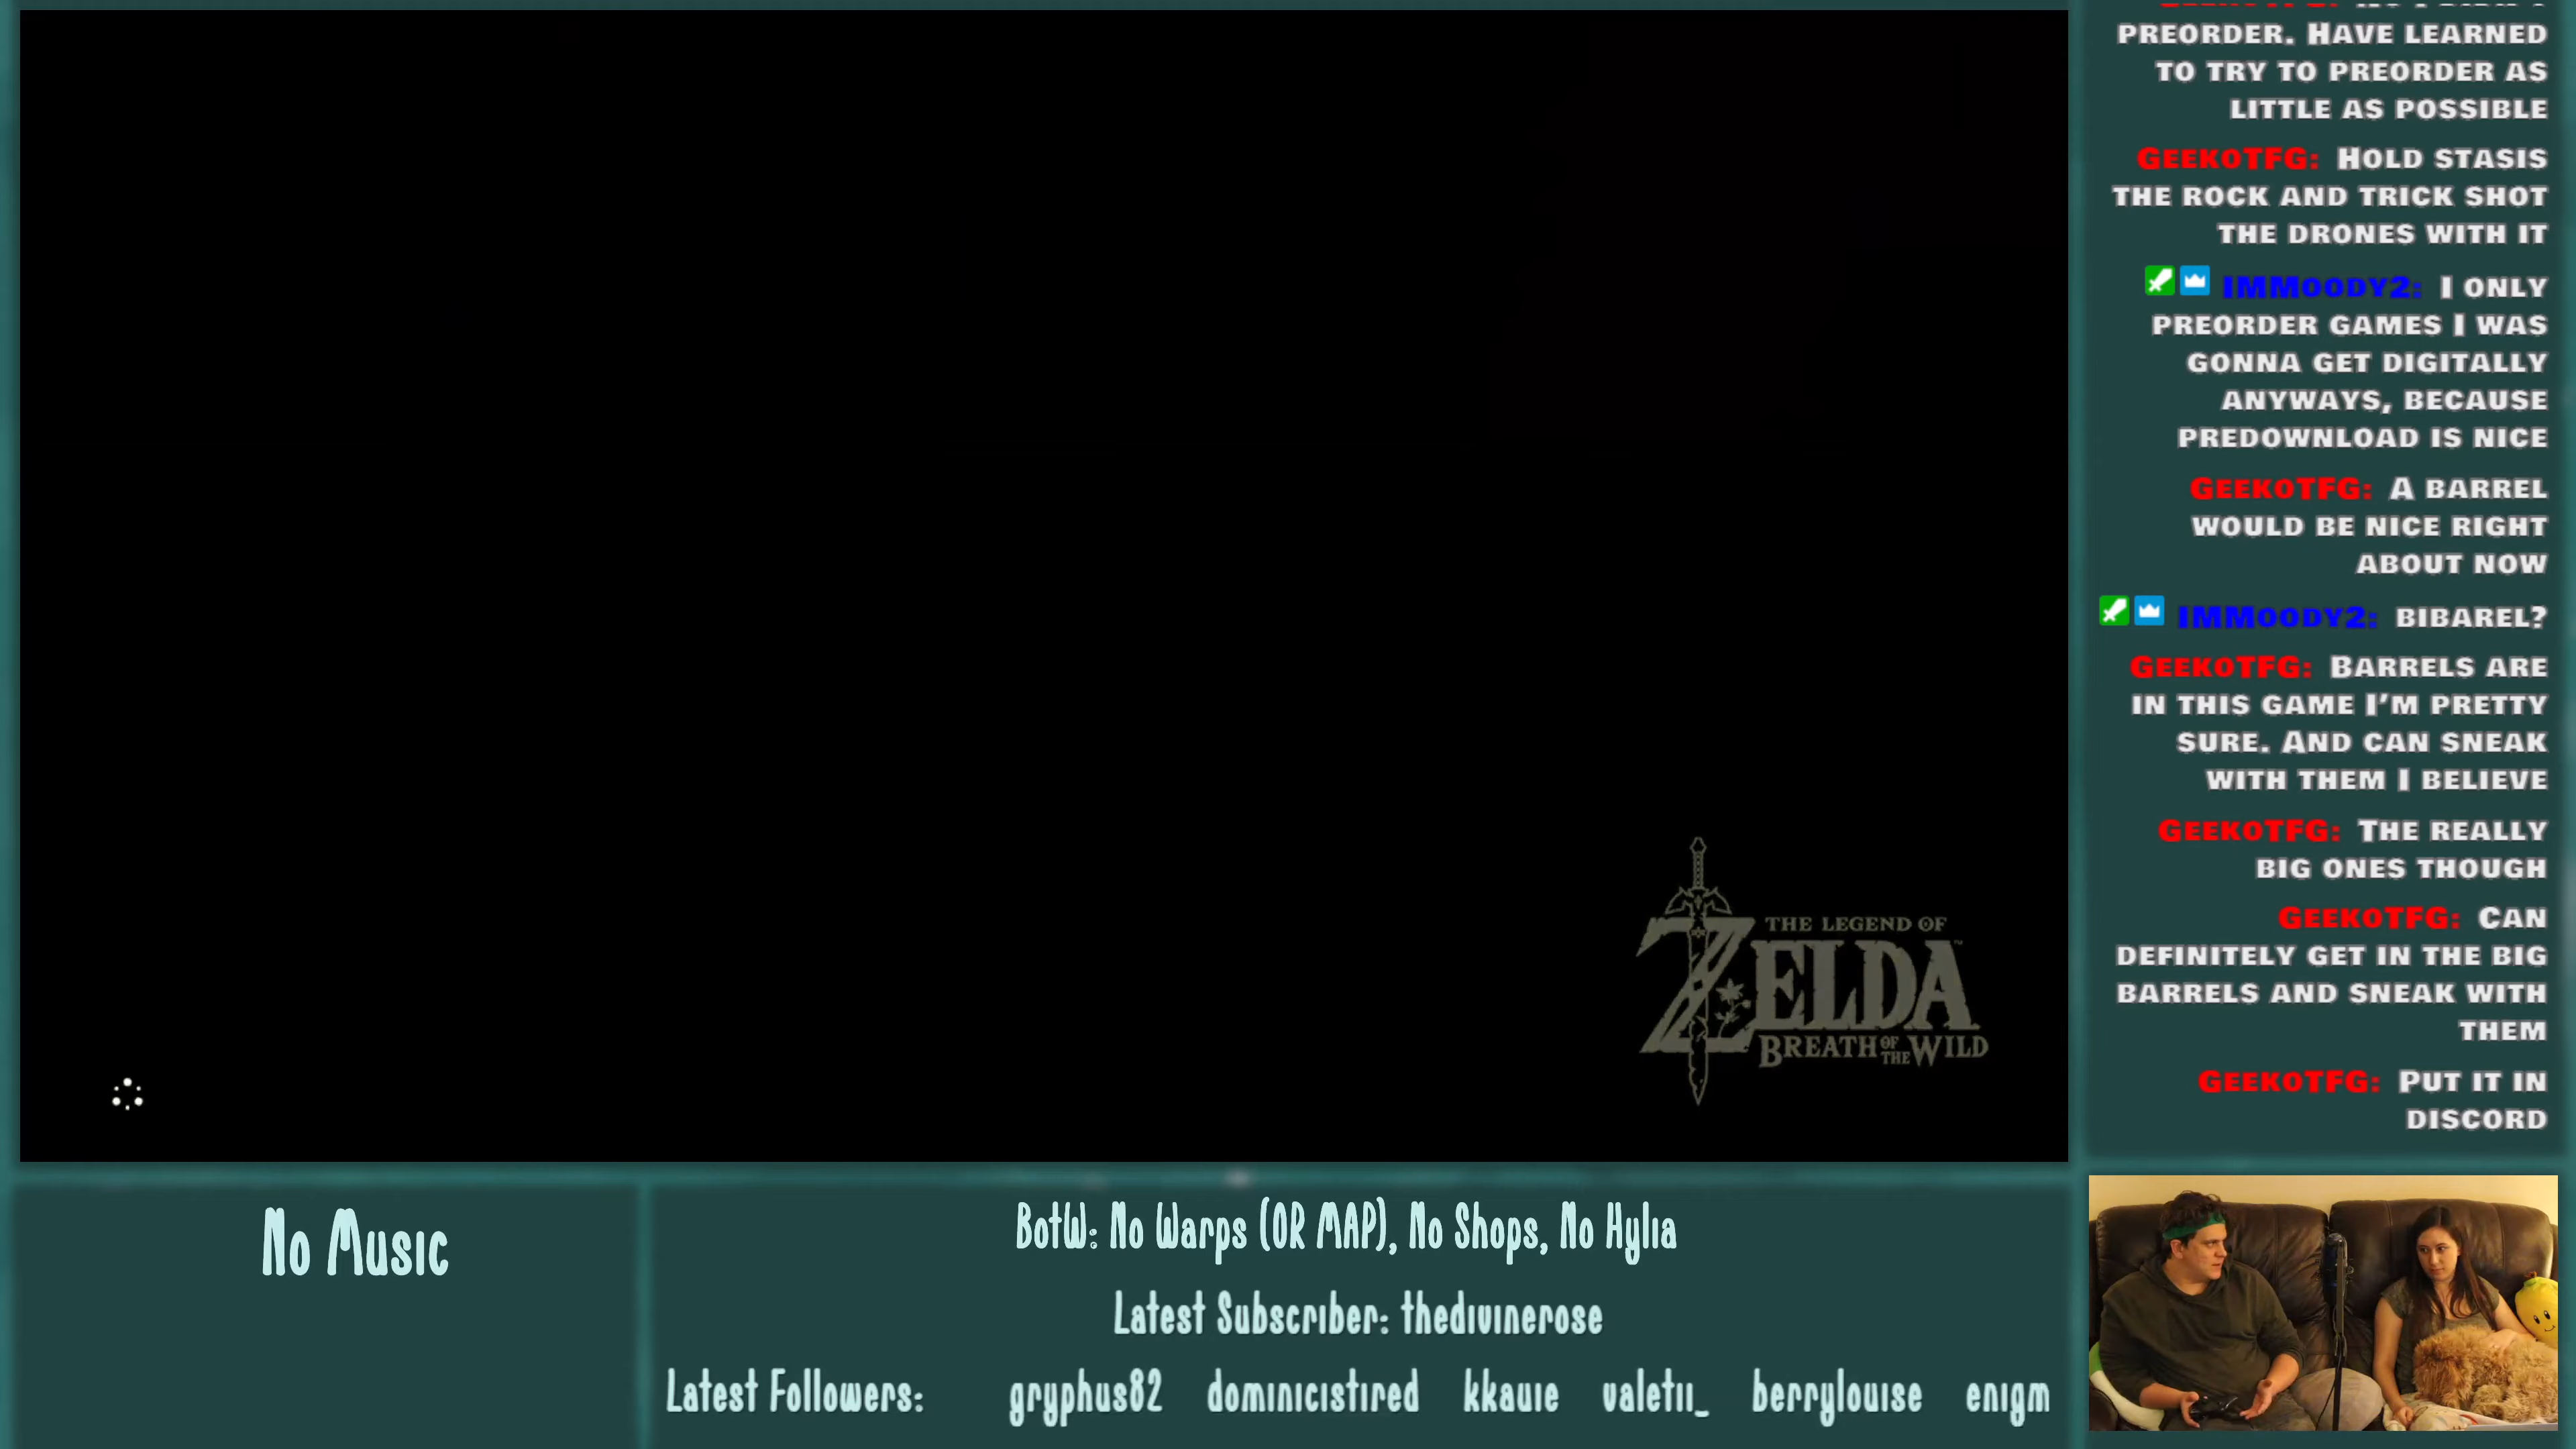 PREORDER. HAVE LEARNED
TO TRY TO PREORDER AS
LITTLE AS POSSIBLE
GEEKOTFG: HOLD STASIS
THE ROCK AND TRICK SHOT
THE DRONES WITH IT
IMMOODY2: I ONLY
PREORDER GAMES I WAS
GONNA GET DIGITALLY
ANYWAYS, BECAUSE
PREDOWNLOAD IS NICE
GEEKOTFG: A BARREL
WOULD BE NICE RIGHT
ABOUT NOW
IMMOODY2: BIBAREL?
GEEKOTFG: BARRELS ARE
IN THIS GAME I'M PRETTY
SURE. AND CAN SNEAK
WITH THEM I BELIEVE
GEEKOTFG: THE REALLY
BIG ONES THOUGH
GEEKOTFG: CAN
DEFINITELY GET IN THE BIG
BARRELS AND SNEAK WITH
THEM
GEEKOTFG: PUT IT IN
DISCORD
THE LEGEND OF
ZELDA
BREATH OF THE WILD
No Music
BotW: No Warps (OR MAP), No Shops, No Hylia
Latest Subscriber: thedivinerose
Latest Followers: gryphus82 dominicistired kkavie valetii_ berrylouise enigm